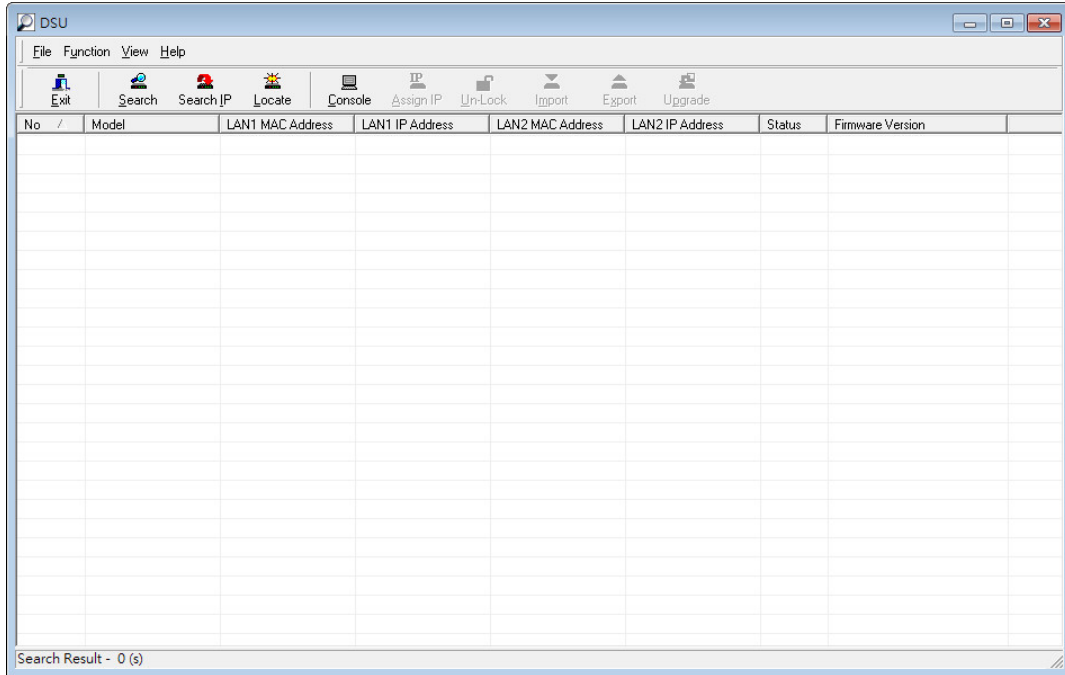 DSU
File Function View Help
IP
Exit Search Search IP Locate Console Assign IP Un-Lock Import Export Upgrade
No / Model LAN1 MAC Address LAN1 IP Address LAN2 MAC Address LAN2 IP Address Status Firmware Version
Search Result - 0 (s)